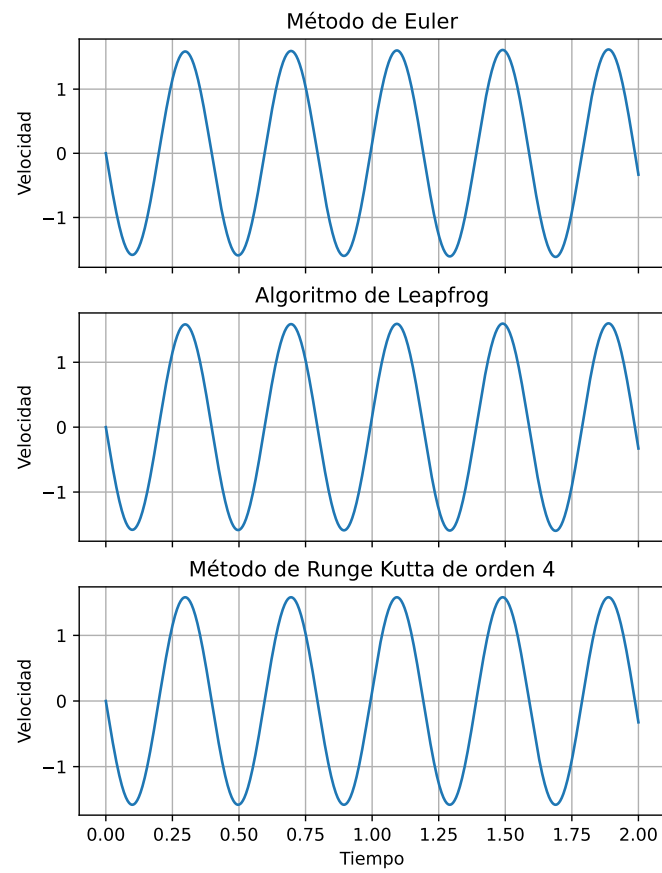 Método de Euler
1
0
−1
Velocidad
Algoritmo de Leapfrog
1
0
−1
Velocidad
Método de Runge Kutta de orden 4
1
0
−1
Velocidad
0.00 0.25 0.50 0.75 1.00 1.25 1.50 1.75 2.00
Tiempo